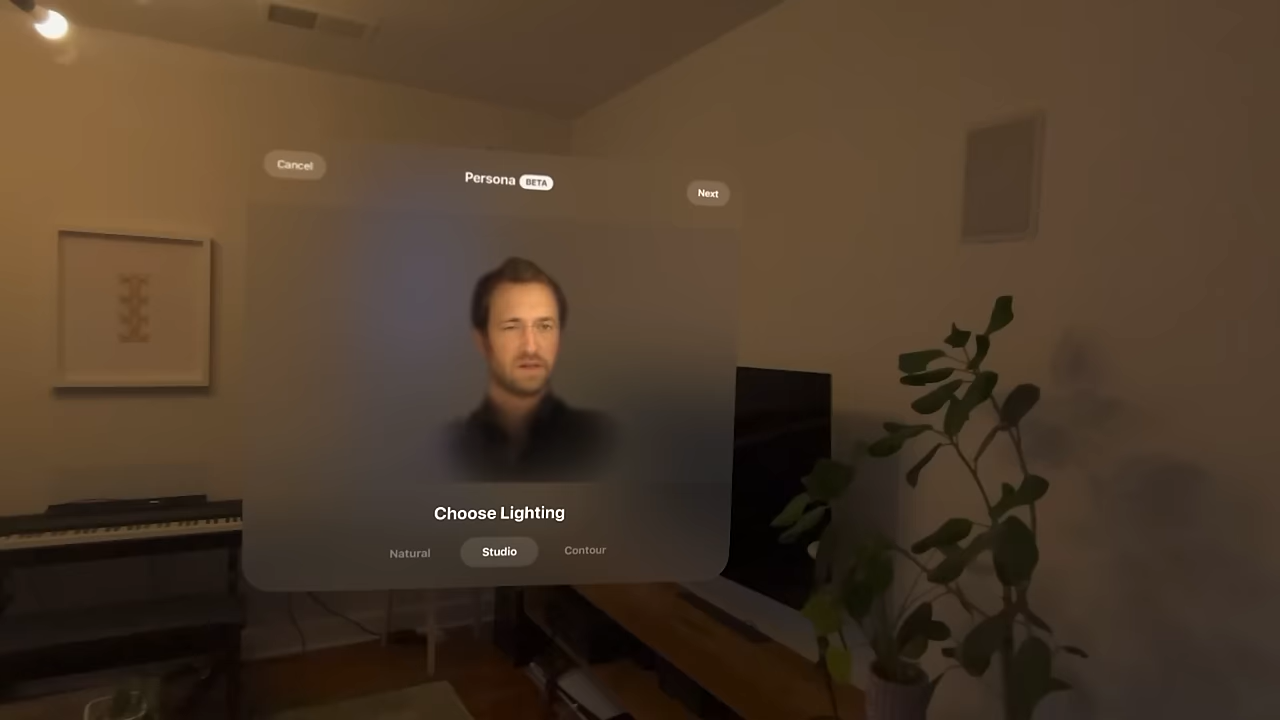 Cancel
Persona BETA
Next
Choose Lighting
Natural Studio Contour